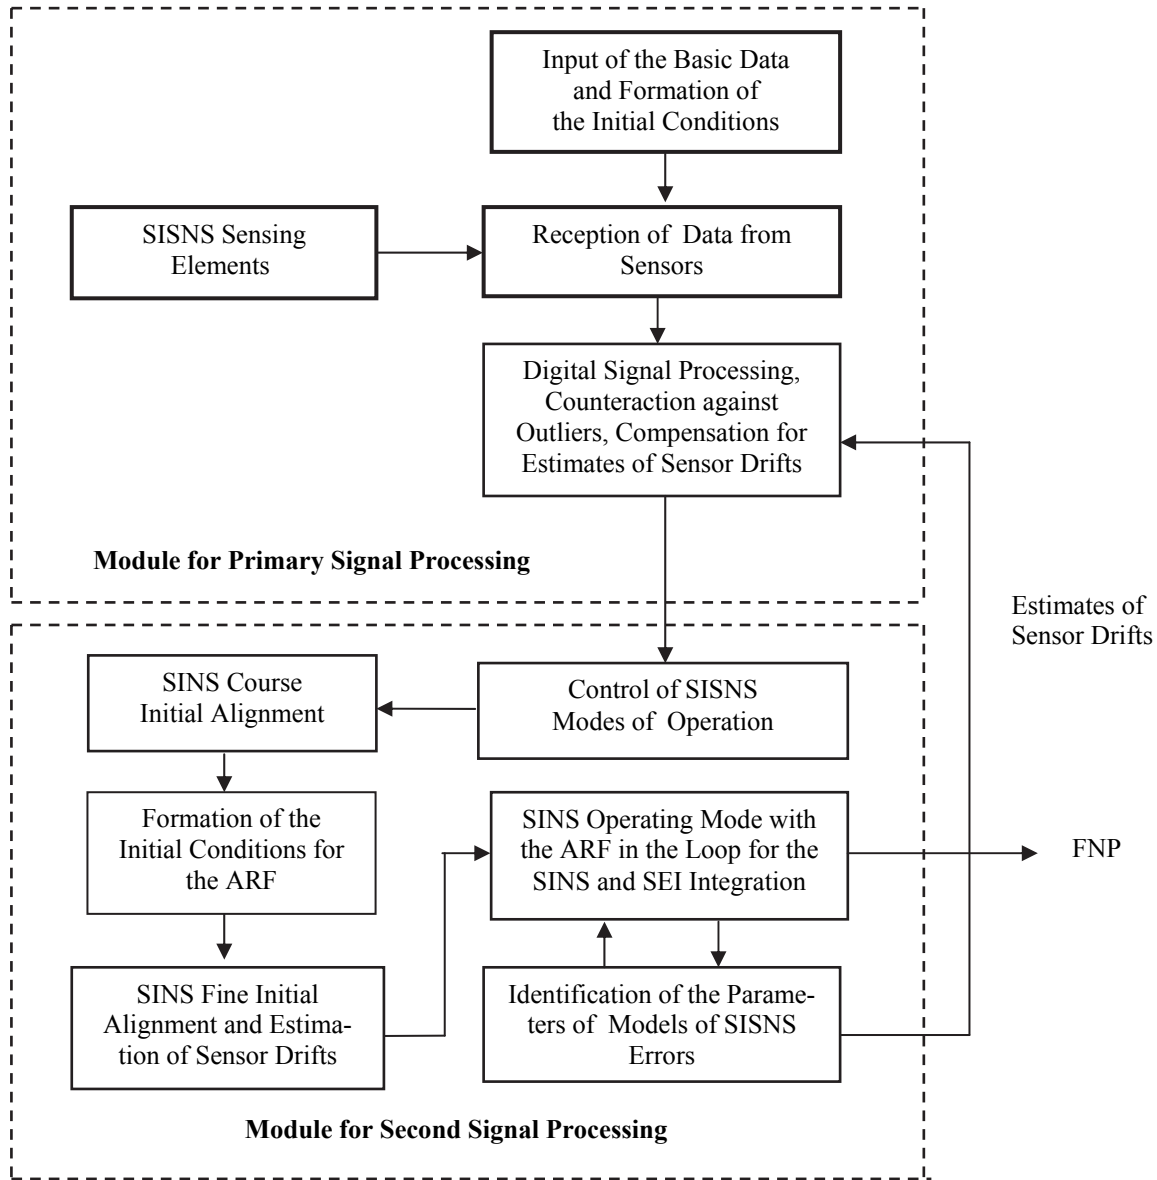 Input of the Basic Data
and Formation of
the Initial Conditions
SISNS Sensing
Elements
Reception of Data from
Sensors
Digital Signal Processing,
Counteraction against
Outliers, Compensation for
Estimates of Sensor Drifts
Module for Primary Signal Processing
Estimates of
Sensor Drifts
SINS Course
Initial Alignment
Control of SISNS
Modes of Operation
Formation of the
Initial Conditions for
the ARF
SINS Operating Mode with
the ARF in the Loop for the
SINS and SEI Integration
FNP
SINS Fine Initial
Alignment and Estima-
tion of Sensor Drifts
Identification of the Parame-
ters of Models of SISNS
Errors
Module for Second Signal Processing